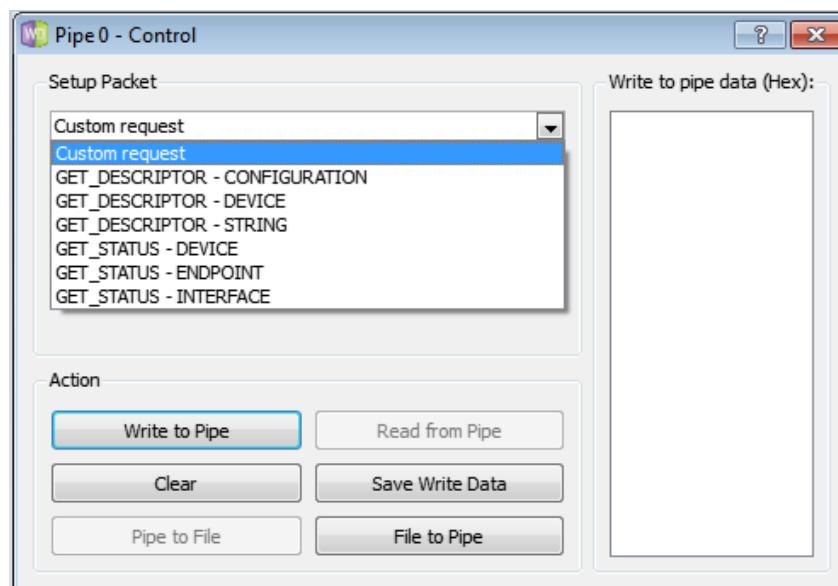 Pipe 0 - Control
Setup Packet
Custom request
Custom request
GET_DESCRIPTOR - CONFIGURATION
GET_DESCRIPTOR - DEVICE
GET_DESCRIPTOR - STRING
GET_STATUS - DEVICE
GET_STATUS - ENDPOINT
GET_STATUS - INTERFACE
Write to pipe data (Hex):
Action
Write to Pipe
Read from Pipe
Clear
Save Write Data
Pipe to File
File to Pipe